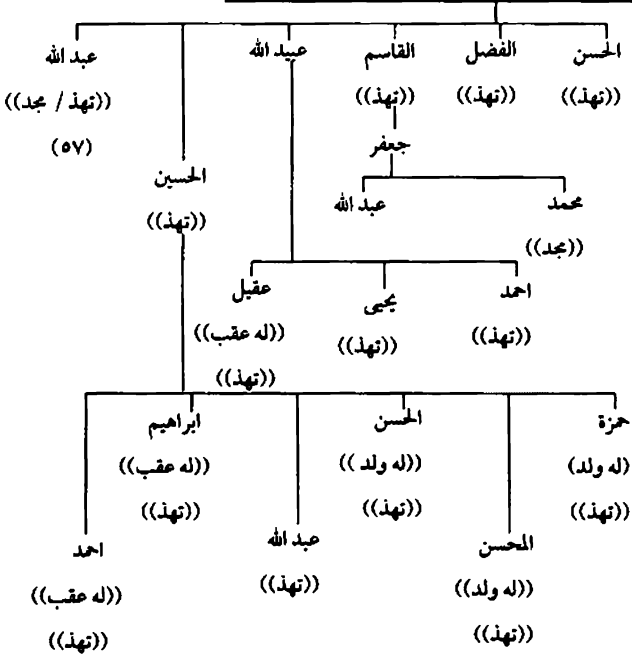 الحسن
((تهذ))
الفضل
((تهذ))
القاسم
((تهذ))
عبيد الله
عبد الله
((تهذ / مجد))
(٥٧)
جعفر
الحسين
((تهذ))
محمد
((مجد))
عبد الله
احمد
((تهذ))
يحيى
((تهذ))
عقيل
((له عقب))
((تهذ))
حمزة
(له ولد)
((تهذ))
الحسن
((له ولد ))
((تهذ))
ابراهيم
((له عقب))
((تهذ))
المحسن
((له ولد))
((تهذ))
عبد الله
((تهذ))
احمد
((له عقب))
((تهذ))